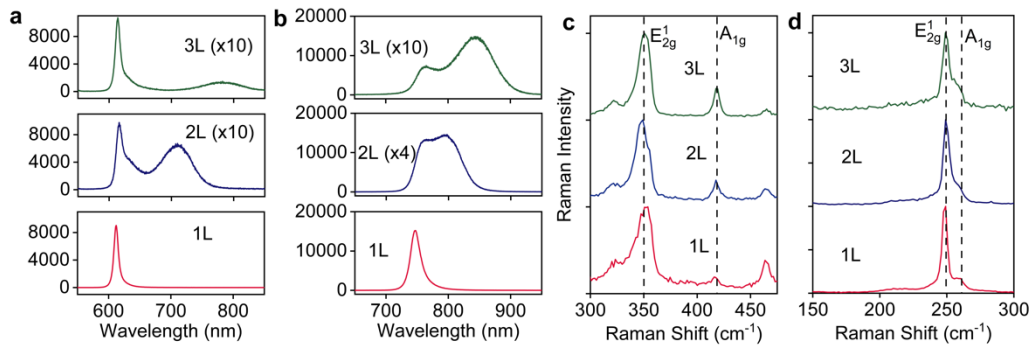 a
8000
4000
0
3L (x10)
8000
4000
0
2L (x10)
8000
4000
0
1L
600 700 800
Wavelength (nm)
b
20000
10000
0
3L (x10)
20000
10000
0
2L (x4)
20000
10000
0
1L
700 800 900
Wavelength (nm)
c
Raman Intensity
E¹₂g
A₁g
3L
2L
1L
300 350 400 450
Raman Shift (cm⁻¹)
d
E¹₂g
A₁g
3L
2L
1L
150 200 250 300
Raman Shift (cm⁻¹)